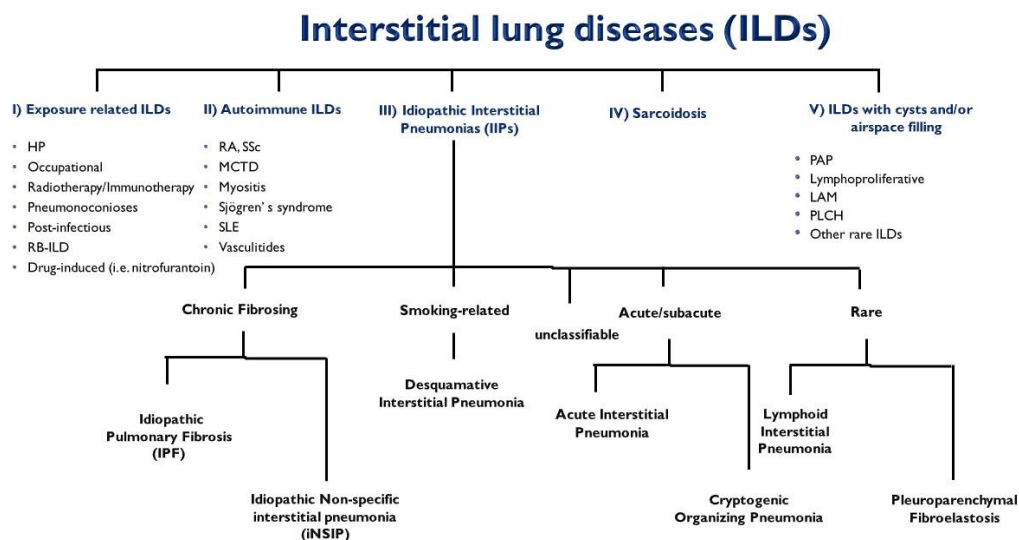 Interstitial lung diseases (ILDs)
I) Exposure related ILDs
• HP
• Occupational
• Radiotherapy/Immunotherapy
• Pneumonoconioses
• Post-infectious
• RB-ILD
• Drug-induced (i.e. nitrofurantoin)
II) Autoimmune ILDs
• RA, SSc
• MCTD
• Myositis
• Sjögren' s syndrome
• SLE
• Vasculitides
III) Idiopathic Interstitial
Pneumonias (IIPs)
IV) Sarcoidosis
V) ILDs with cysts and/or
airspace filling
• PAP
• Lymphoproliferative
• LAM
• PLCH
• Other rare ILDs
Chronic Fibrosing
Smoking-related
unclassifiable
Acute/subacute
Rare
Idiopathic
Pulmonary Fibrosis
(IPF)
Idiopathic Non-specific
interstitial pneumonia
(iNSIP)
Desquamative
Interstitial Pneumonia
Acute Interstitial
Pneumonia
Cryptogenic
Organizing Pneumonia
Lymphoid
Interstitial
Pneumonia
Pleuroparenchymal
Fibroelastosis